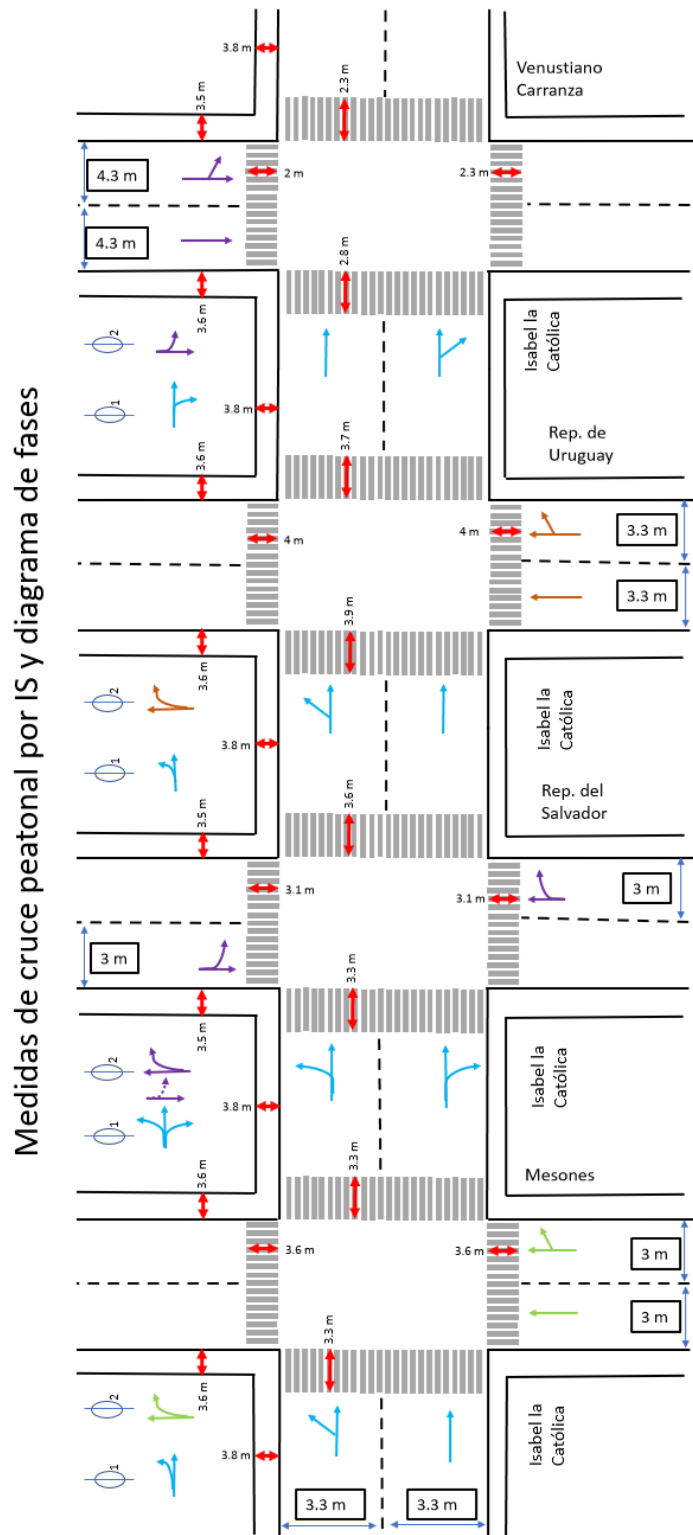 Medidas de cruce peatonal por IS y diagrama de fases
3.8 m
3.5 m
2.3 m
Venustiano
Carranza
4.3 m
2 m
2.3 m
4.3 m
3.6 m
2.8 m
2
1
3.8 m
Isabel la
Católica
Rep. de
Uruguay
3.6 m
3.7 m
4 m
4 m
3.3 m
3.3 m
3.6 m
3.9 m
2
1
3.8 m
Isabel la
Católica
Rep. del
Salvador
3.5 m
3.6 m
3.1 m
3.1 m
3 m
3 m
3.5 m
3.3 m
2
1
3.8 m
Isabel la
Católica
Mesones
3.6 m
3.3 m
3.6 m
3.6 m
3 m
3 m
3.6 m
3.3 m
2
1
3.8 m
Isabel la
Católica
3.3 m
3.3 m